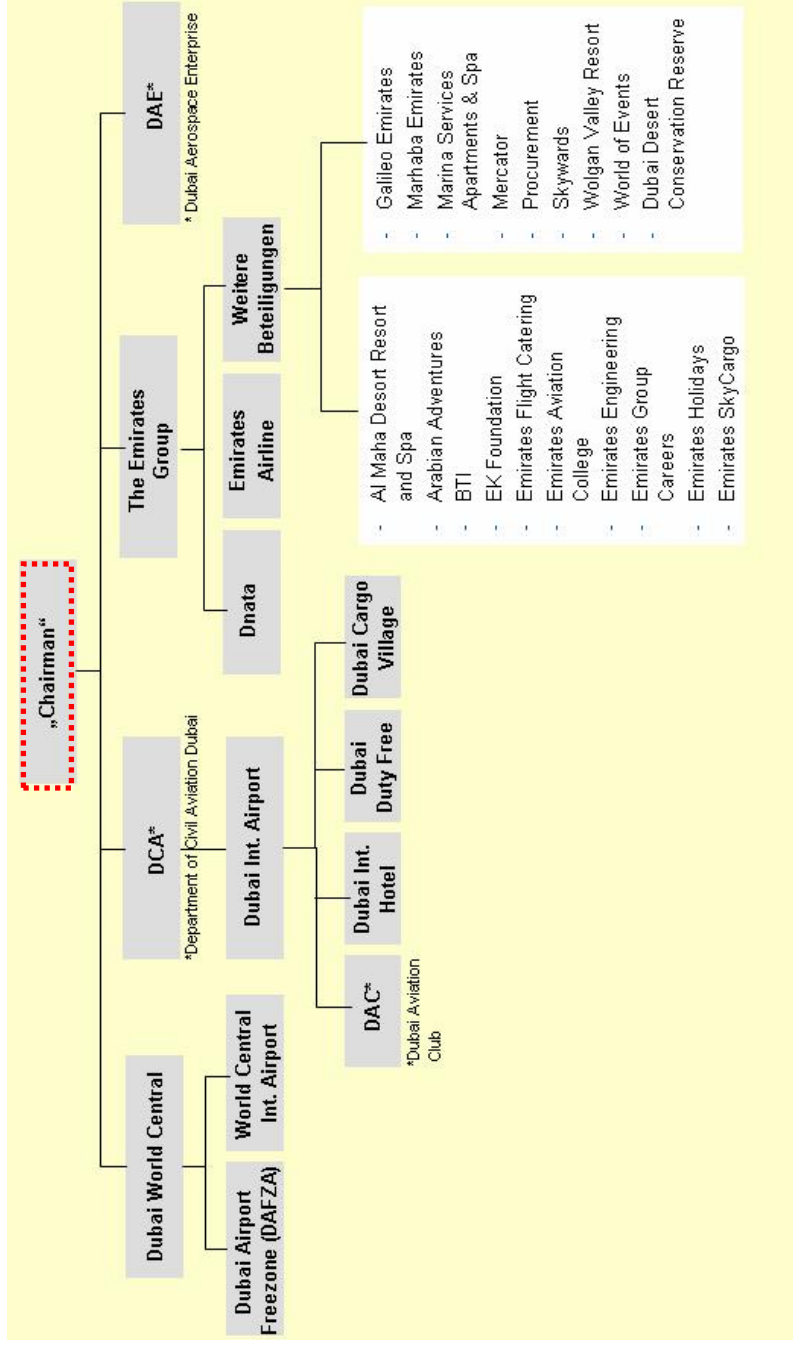 „Chairman“
Dubai World Central
DCA*
*Department of Civil Aviation Dubai
The Emirates
Group
DAE*
* Dubai Aerospace Enterprise
Dubai Airport
Freezone (DAFZA)
World Central
Int. Airport
Dubai Int. Airport
Dnata
Emirates
Airline
Weitere
Beteiligungen
DAC*
*Dubai Aviation
Club
Dubai Int.
Hotel
Dubai
Duty Free
Dubai Cargo
Village
- Al Maha Desort Resort
and Spa
- Arabian Adventures
- BTI
- EK Foundation
- Emirates Flight Catering
- Emirates Aviation
College
- Emirates Engineering
- Emirates Group
Careers
- Emirates Holidays
- Emirates SkyCargo
- Galileo Emirates
- Marhaba Emirates
- Marina Services
Apartments & Spa
- Mercator
- Procurement
- Skywards
- Wolgan Valley Resort
- World of Events
- Dubai Desert
Conservation Reserve